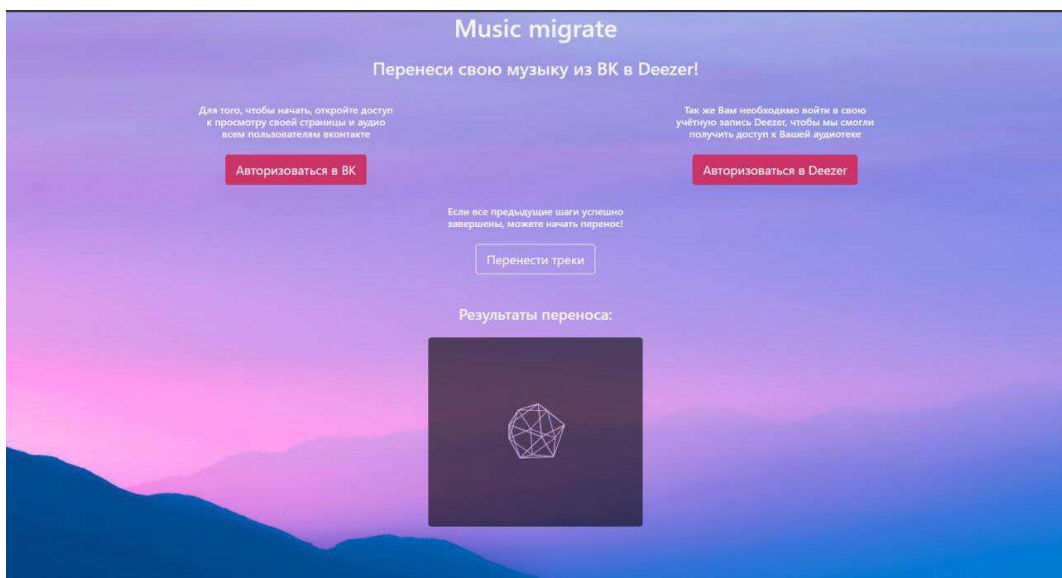 Music migrate
Перенеси свою музыку из ВК в Deezer!
Для того, чтобы начать, откройте доступ
к просмотру своей страницы и аудио
всем пользователям вконтакте
Авторизоваться в ВК
Так же Вам необходимо войти в свою
учётную запись Deezer, чтобы мы смогли
получить доступ к Вашей аудиотеке
Авторизоваться в Deezer
Если все предыдущие шаги успешно
завершены, можете начать перенос!
Перенести треки
Результаты переноса: